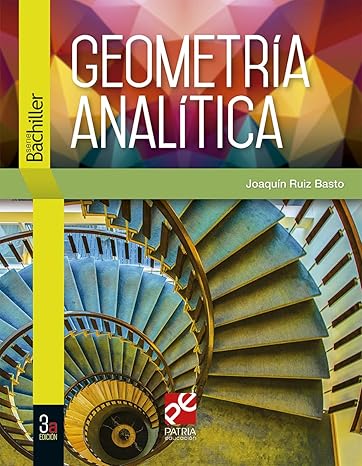 GEOMETRÍA
ANALÍTICA
serie Bachiller
Joaquín Ruiz Basto
3a
EDICIÓN
PATRIA
educación